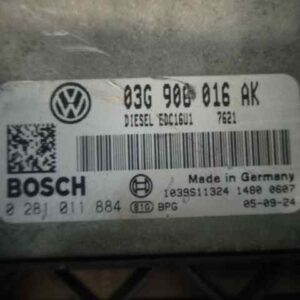 03G 906 016 AK
DIESEL EDC16U1 7621
Made in Germany
BOSCH
1039S11324 1480 0607
0 281 011 884
810 BPG
05-09-24